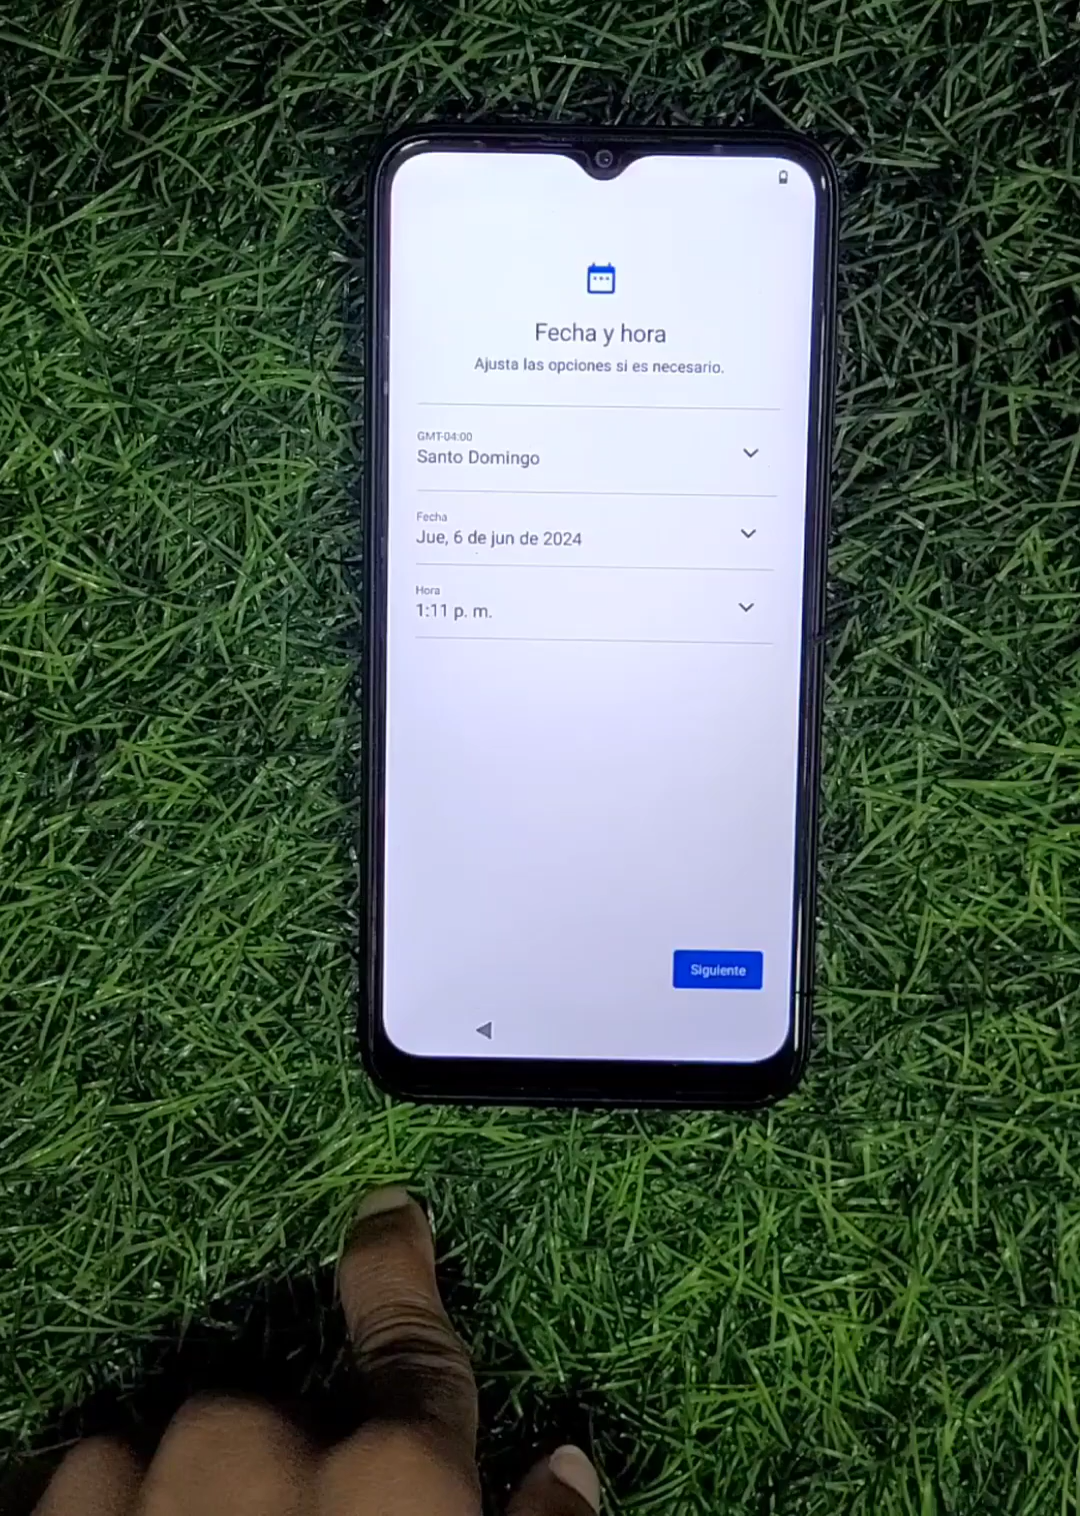 Fecha y hora
Ajusta las opciones si es necesario.
GMT-04:00
Santo Domingo
Fecha
Jue, 6 de jun de 2024
Hora
1:11 p. m.
Siguiente